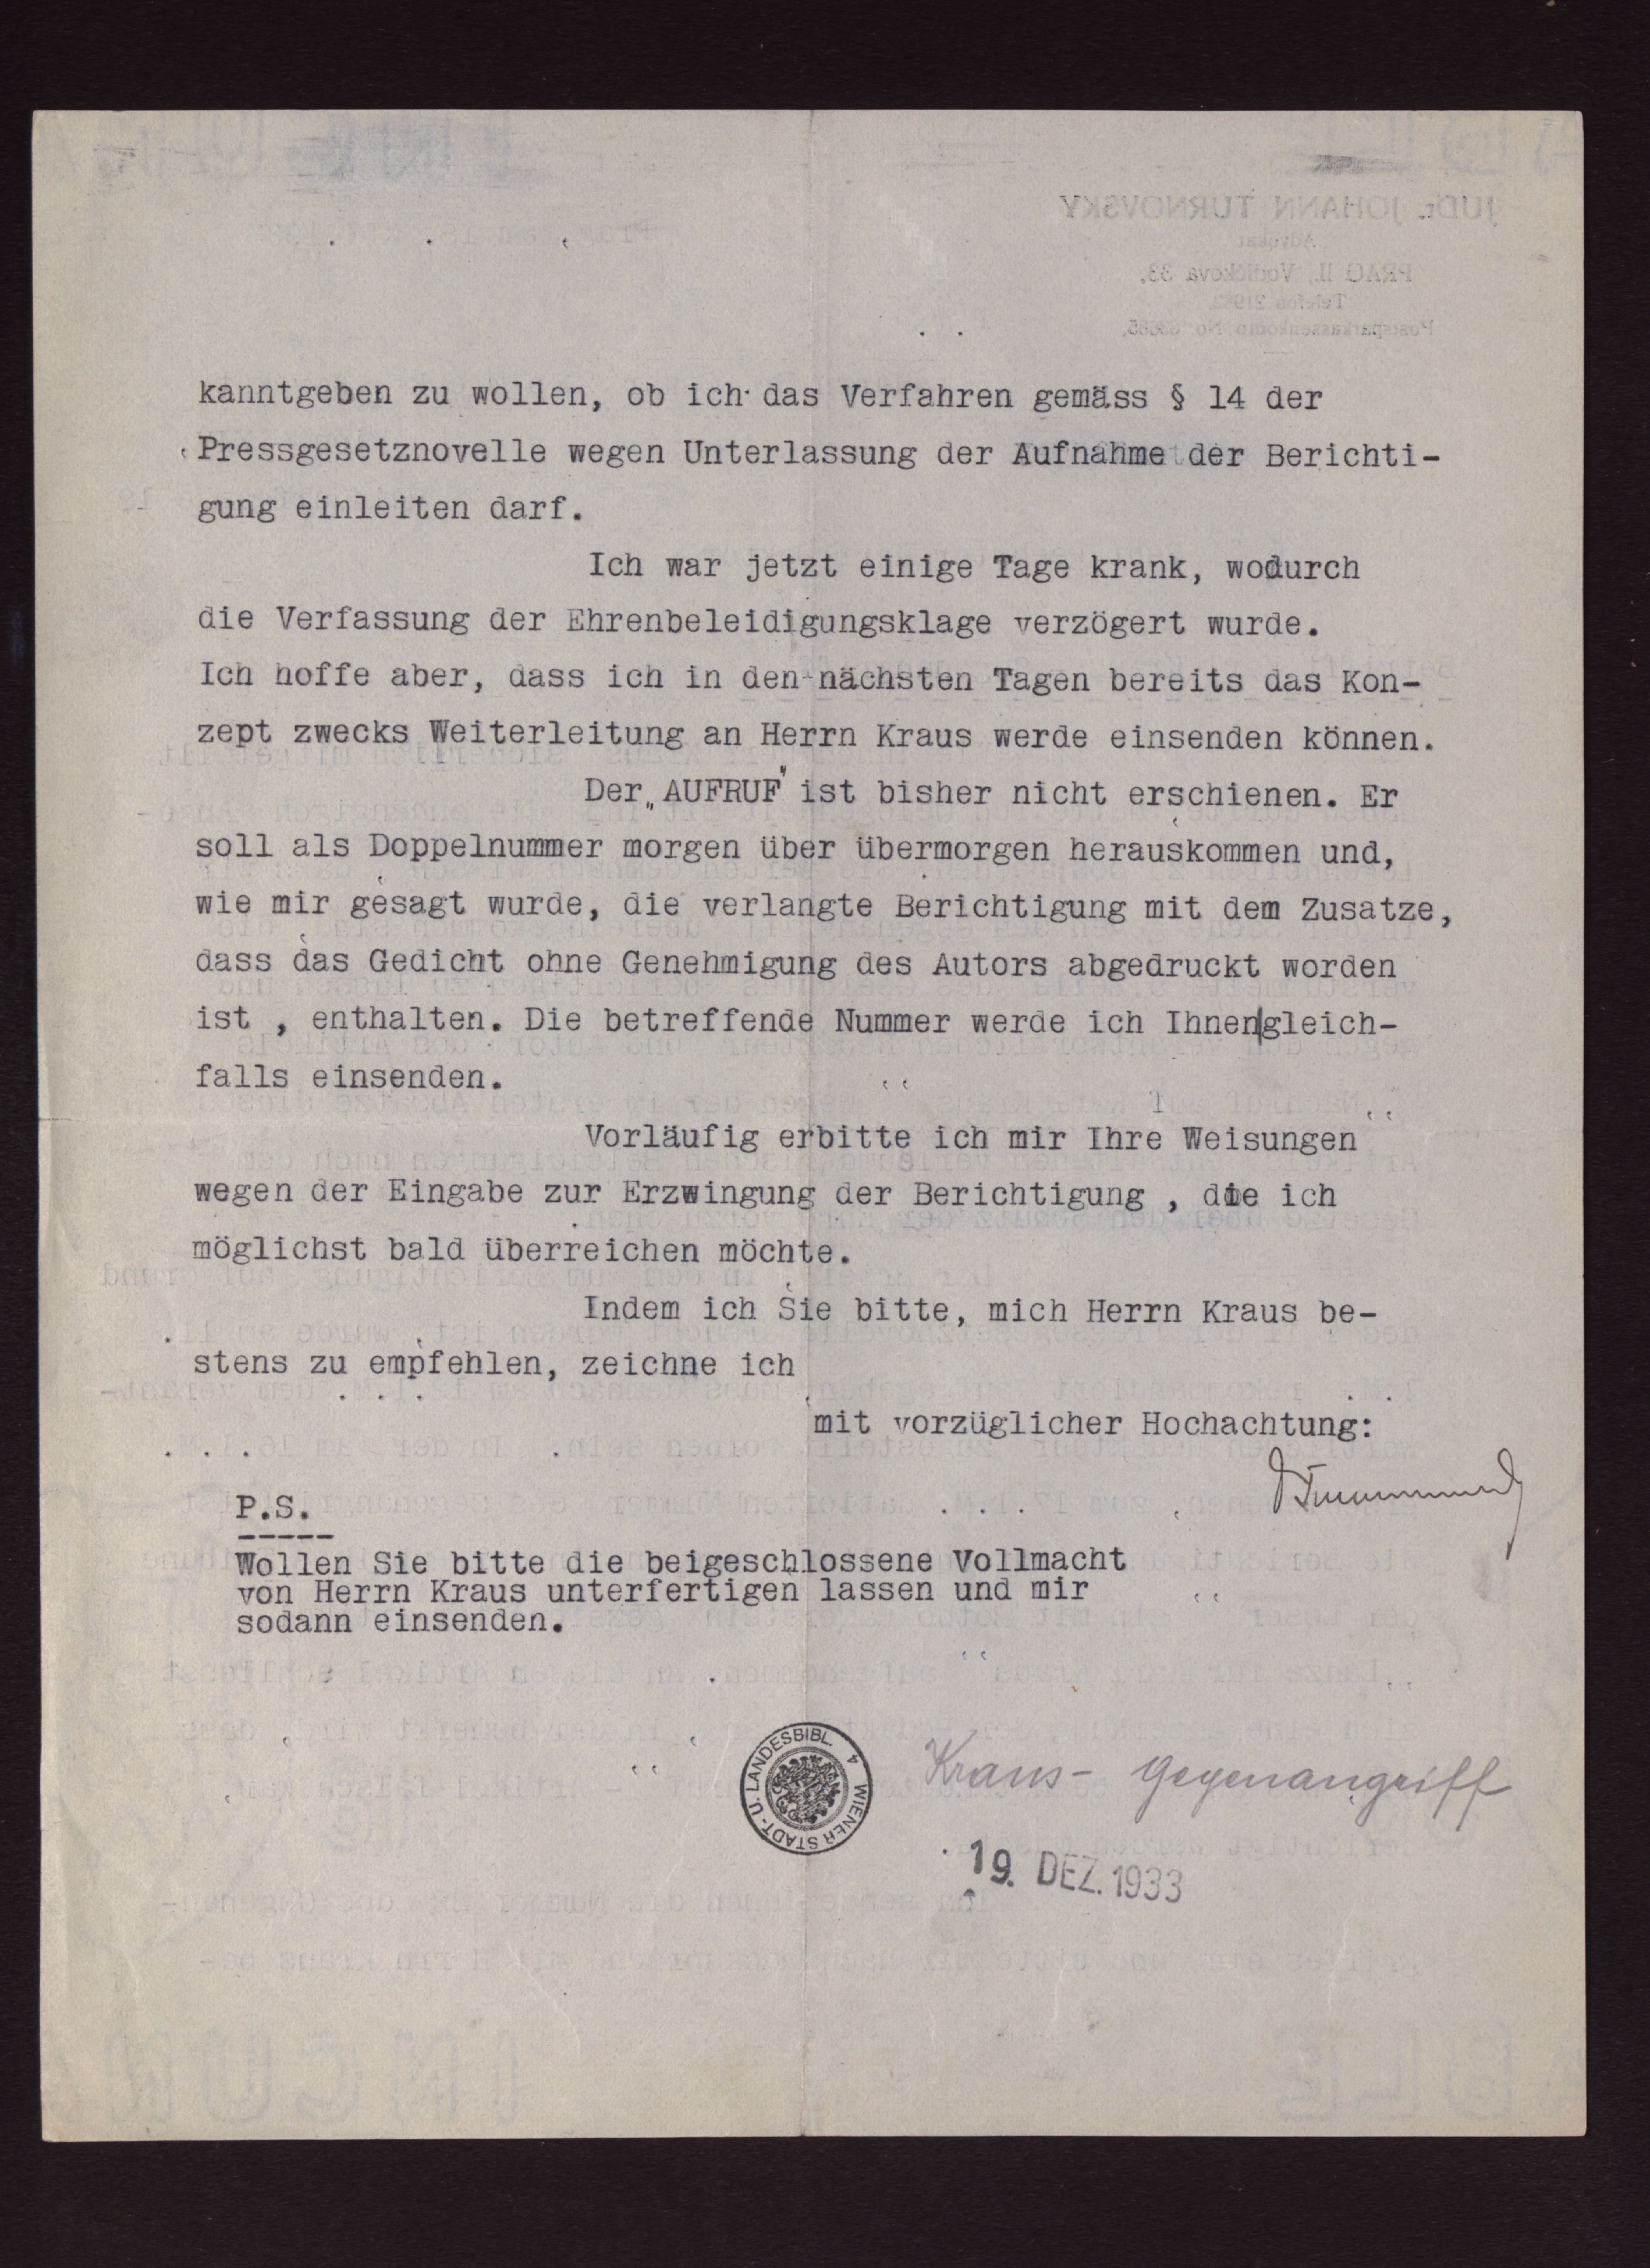 kanntgeben zu wollen, ob ich das Verfahren gemäss § 14 der
Pressgesetznovelle wegen Unterlassung der Aufnahme der Berichti-
gung einleiten darf.
Ich war jetzt einige Tage krank, wodurch
die Verfassung der Ehrenbeleidigungsklage verzögert wurde.
Ich hoffe aber, dass ich in den nächsten Tagen bereits das Kon-
zept zwecks Weiterleitung an Herrn Kraus werde einsenden können.
Der „AUFRUF" ist bisher nicht erschienen. Er
soll als Doppelnummer morgen über übermorgen herauskommen und,
wie mir gesagt wurde, die verlangte Berichtigung mit dem Zusatze,
dass das Gedicht ohne Genehmigung des Autors abgedruckt worden
ist , enthalten. Die betreffende Nummer werde ich Ihnen|gleich-
falls einsenden.
Vorläufig erbitte ich mir Ihre Weisungen
wegen der Eingabe zur Erzwingung der Berichtigung , die ich
möglichst bald überreichen möchte.
Indem ich Sie bitte, mich Herrn Kraus be-
stens zu empfehlen, zeichne ich
mit vorzüglicher Hochachtung:
P.S.
-----
Wollen Sie bitte die beigeschlossene Vollmacht
von Herrn Kraus unterfertigen lassen und mir
sodann einsenden.
WIENER STADT- U. LANDESBIBL.
Kraus - Gegenangriff
19. DEZ. 1933